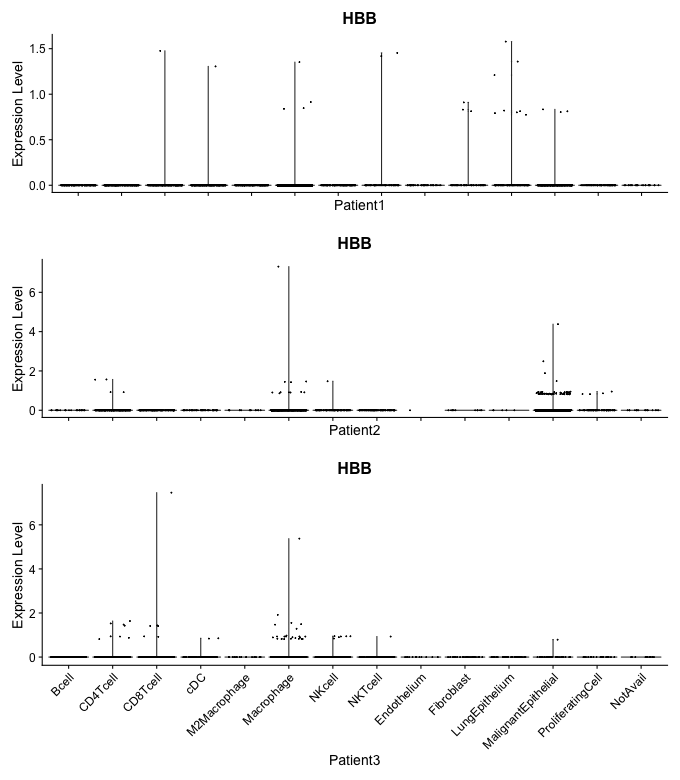 HBB
Expression Level
1.5
1.0
0.5
0.0
Patient1
HBB
Expression Level
6
4
2
0
Patient2
HBB
Expression Level
6
4
2
0
Bcell
CD4Tcell
CD8Tcell
cDC
M2Macrophage
Macrophage
NKcell
NKTcell
Endothelium
Fibroblast
LungEpithelium
MalignantEpithelial
ProliferatingCell
NotAvail
Patient3